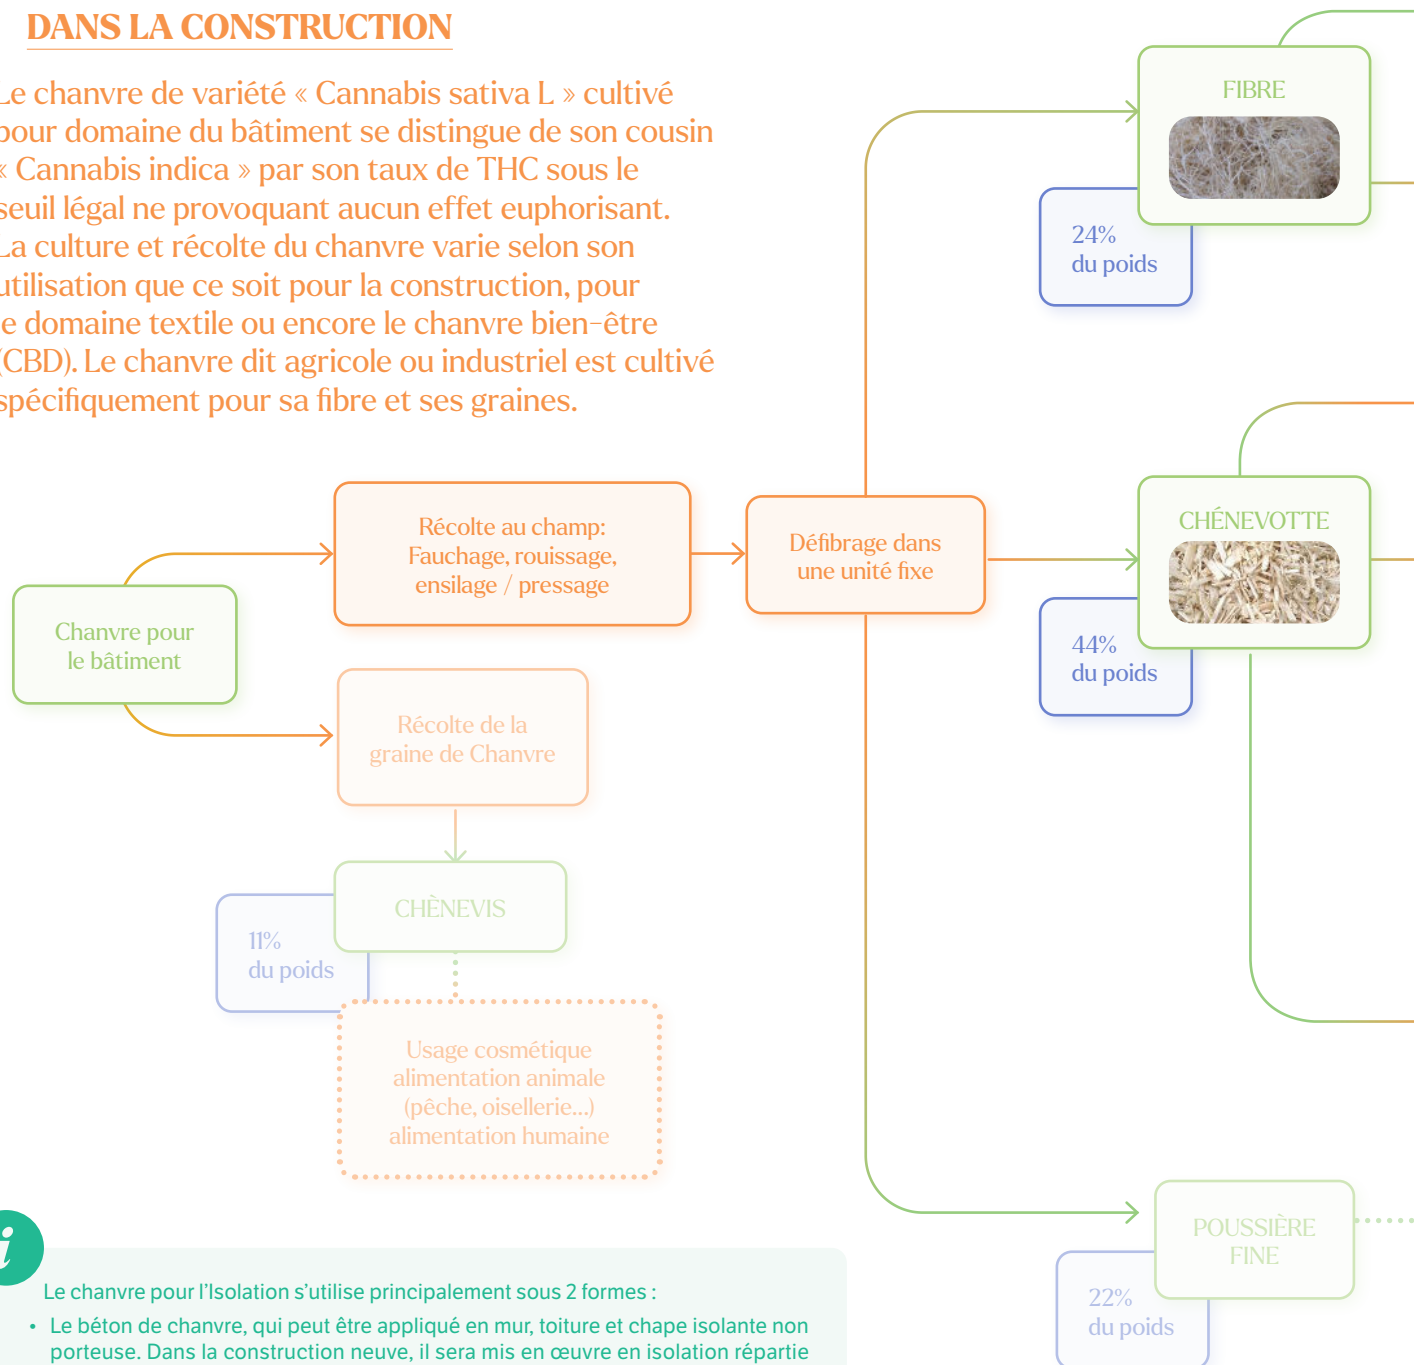 DANS LA CONSTRUCTION
Le chanvre de variété « Cannabis sativa L » cultivé
pour domaine du bâtiment se distingue de son cousin
« Cannabis indica » par son taux de THC sous le
seuil légal ne provoquant aucun effet euphorisant.
La culture et récolte du chanvre varie selon son
utilisation que ce soit pour la construction, pour
le domaine textile ou encore le chanvre bien-être
(CBD). Le chanvre dit agricole ou industriel est cultivé
spécifiquement pour sa fibre et ses graines.
Chanvre pour
le bâtiment
Récolte au champ:
Fauchage, rouissage,
ensilage / pressage
Récolte de la
graine de Chanvre
CHÈNEVIS
11%
du poids
Usage cosmétique
alimentation animale
(pêche, oisellerie...)
alimentation humaine
Défibrage dans
une unité fixe
FIBRE
24%
du poids
CHÉNEVOTTE
44%
du poids
POUSSIÈRE
FINE
22%
du poids
i
Le chanvre pour l'Isolation s'utilise principalement sous 2 formes :
• Le béton de chanvre, qui peut être appliqué en mur, toiture et chape isolante non
porteuse. Dans la construction neuve, il sera mis en œuvre en isolation répartie